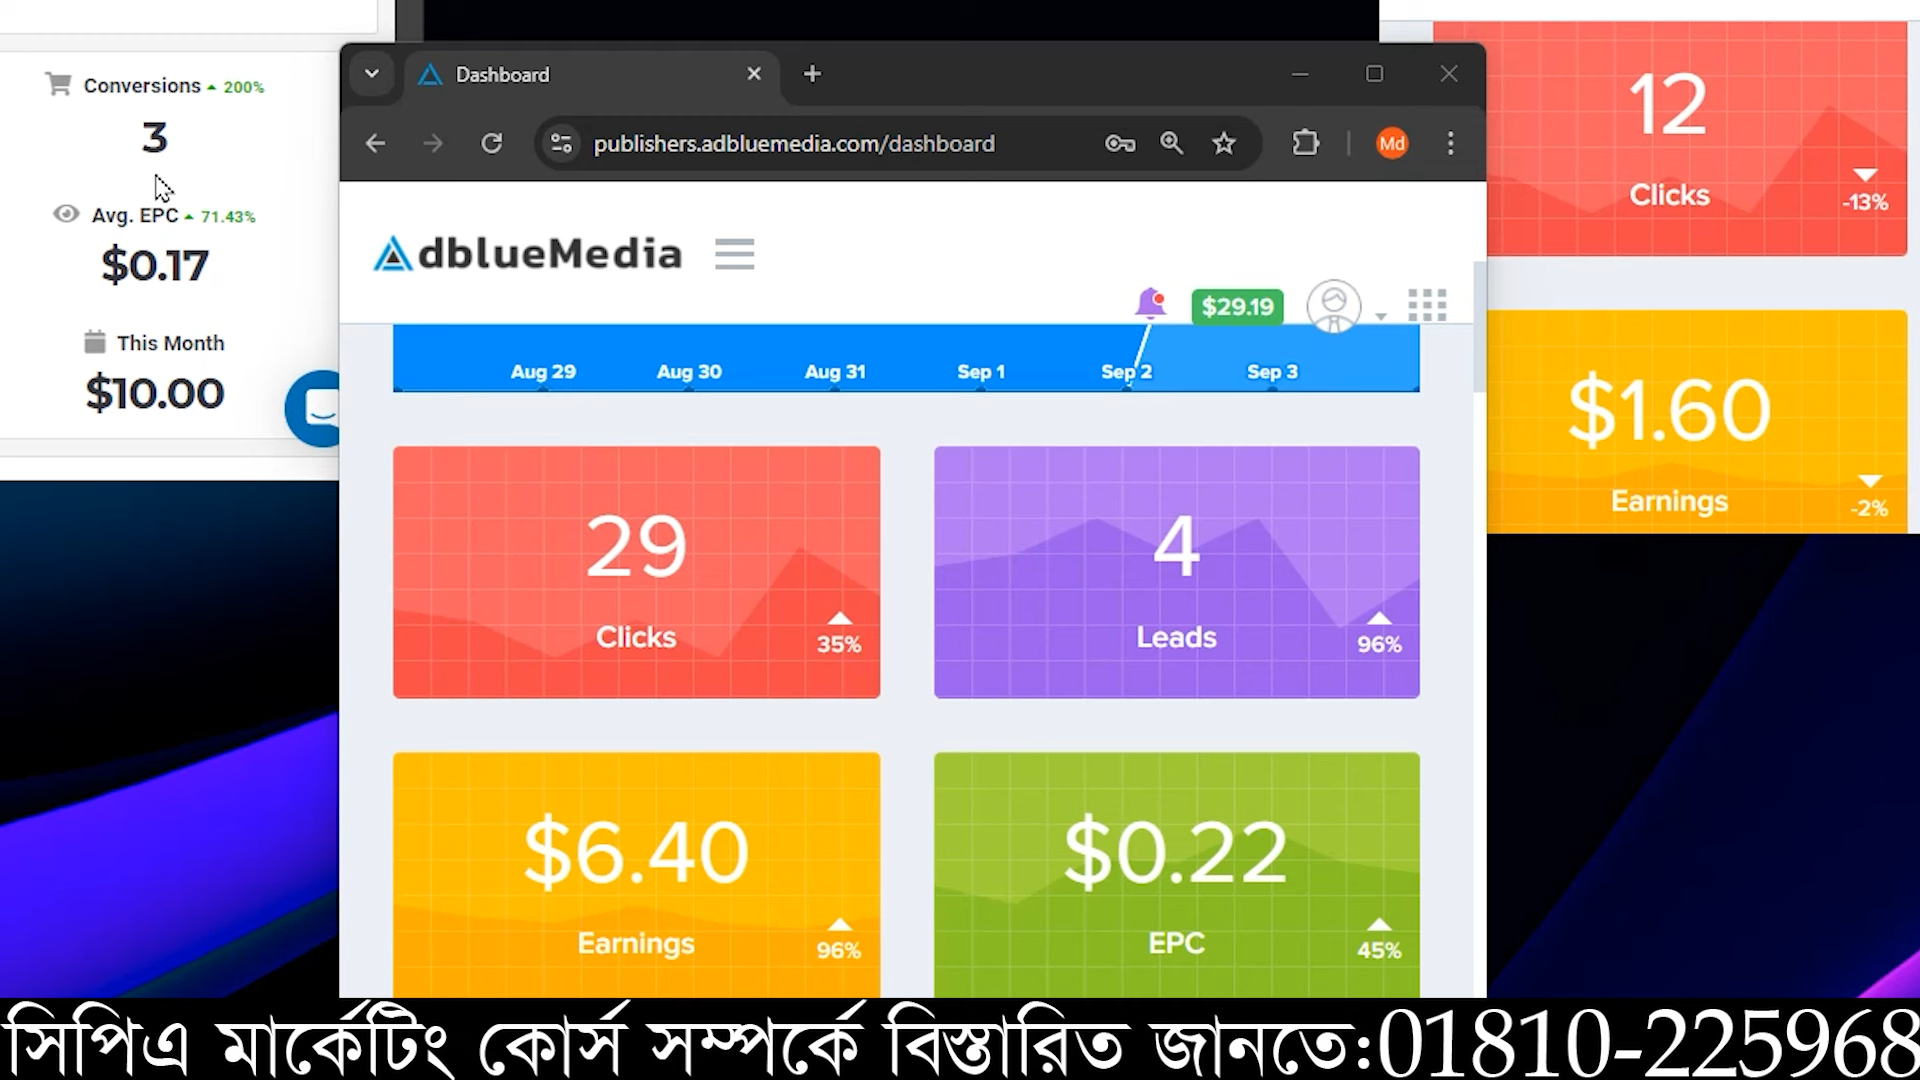 Conversions 200%
3
Avg. EPC 71.43%
$0.17
This Month
$10.00
Dashboard
publishers.adbluemedia.com/dashboard
Md
AdblueMedia
$29.19
Aug 29 Aug 30 Aug 31 Sep 1 Sep 2 Sep 3
29
Clicks
35%
4
Leads
96%
$6.40
Earnings
96%
$0.22
EPC
45%
12
Clicks
-13%
$1.60
Earnings
-2%
সিপিএ মার্কেটিং কোর্স সম্পর্কে বিস্তারিত জানতে:01810-225968